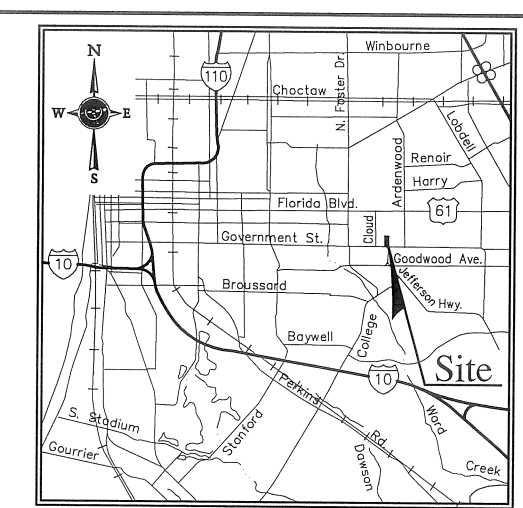 N
W E
S
110
Winbourne
Choctaw
N. Foster Dr.
Lobdell
Ardenwood
Renoir
Harry
61
Florida Blvd.
Cloud
Government St.
Goodwood Ave.
10
Jefferson Hwy.
Broussard
Baywell
College
Site
10
Perkins Rd
Ward Creek
S. Stadium
Stanford
Gourrier
Dawson